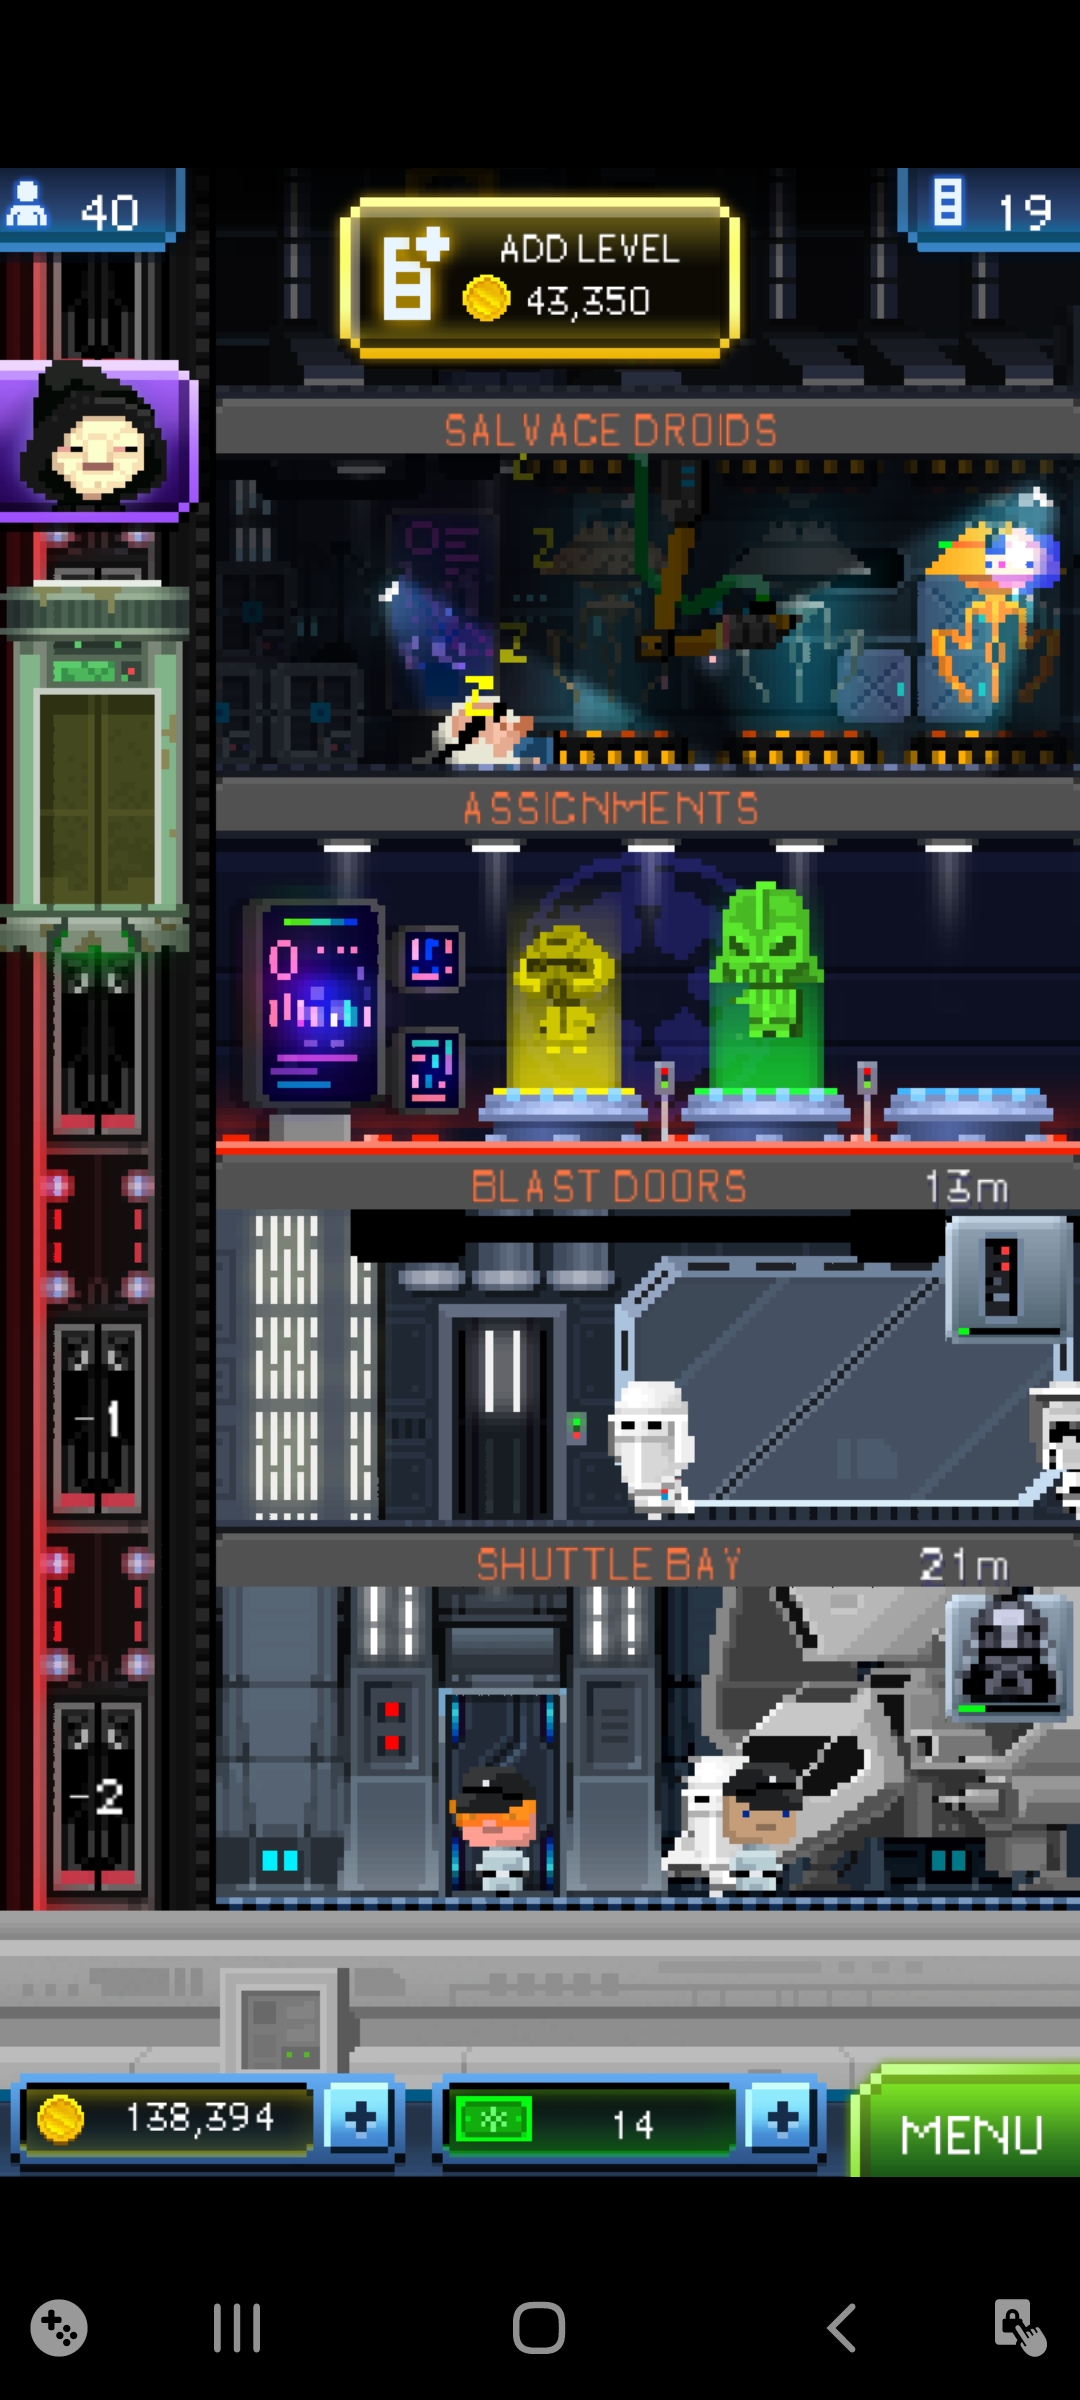 40
ADD LEVEL
43,350
19
SALVAGE DROIDS
ASSIGNMENTS
BLAST DOORS 13m
-1
SHUTTLE BAY 21m
-2
138,394
14
MENU